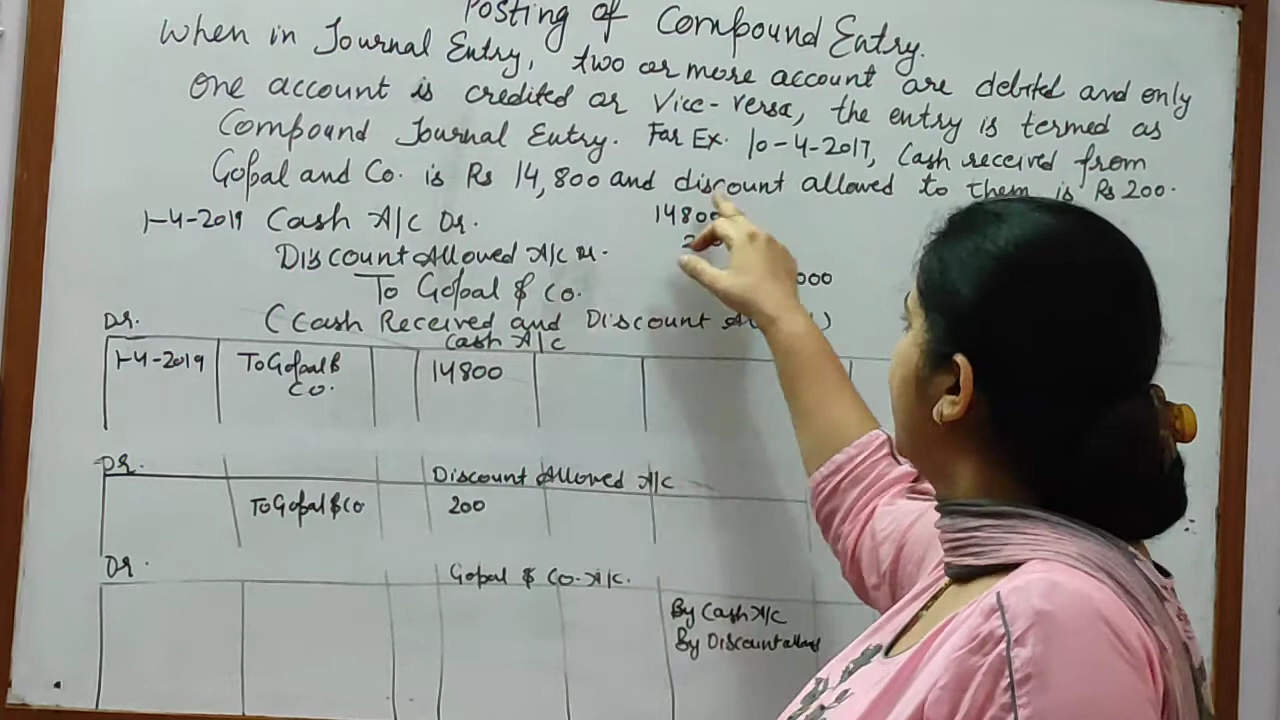 Posting of Compound Entry.
When in Journal Entry, two or more account are debited and only
one account is credited or Vice-versa, the entry is termed as
Compound Journal Entry. For Ex. 10-4-2017, Cash received from
Gopal and Co. is Rs 14,800 and discount allowed to them is Rs 200.
1-4-2019 Cash A/C Dr. 14800
Discount Allowed A/c Dr.
To Gopal & Co. 000
(Cash Received and Discount
Dr. Cash A/C
1-4-2019 To Gopal & Co. 14800
Dr. Discount Allowed A/c
To Gopal & Co 200
Dr. Gopal & Co. A/c.
By Cash A/C
By Discount allowed